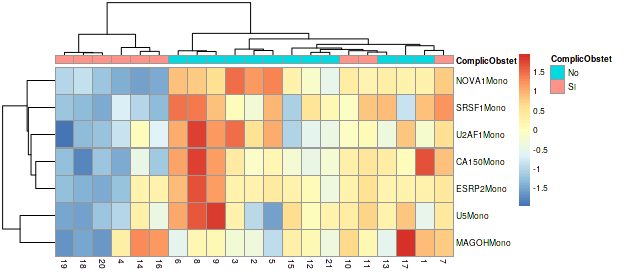 ComplicObstet
NOVA1Mono
SRSF1Mono
U2AF1Mono
CA150Mono
ESRP2Mono
U5Mono
MAGOHMono
19 18 20 4 14 16 6 8 9 3 2 5 15 12 21 10 11 13 17 1 7
1.5
1
0.5
0
-0.5
-1
-1.5
ComplicObstet
No
SI